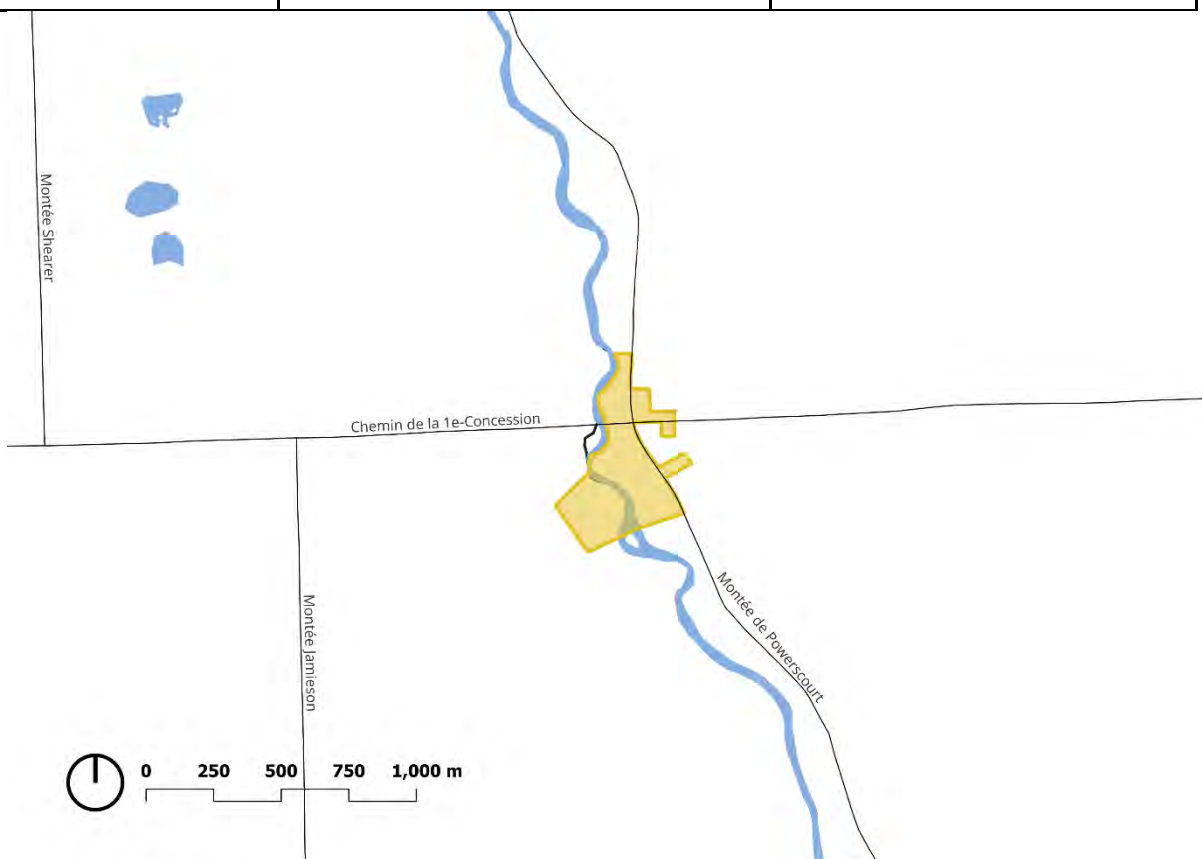 Montée Shearer
Chemin de la 1e-Concession
Montée Jamieson
Montée de Powerscourt
0 250 500 750 1,000 m